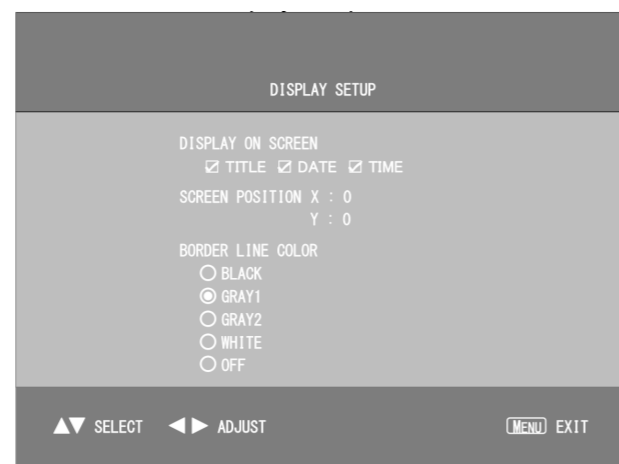 DISPLAY SETUP
DISPLAY ON SCREEN
☑ TITLE ☑ DATE ☑ TIME
SCREEN POSITION X : 0
Y : 0
BORDER LINE COLOR
BLACK
GRAY1
GRAY2
WHITE
OFF
▲▼ SELECT ◀▶ ADJUST MENU EXIT